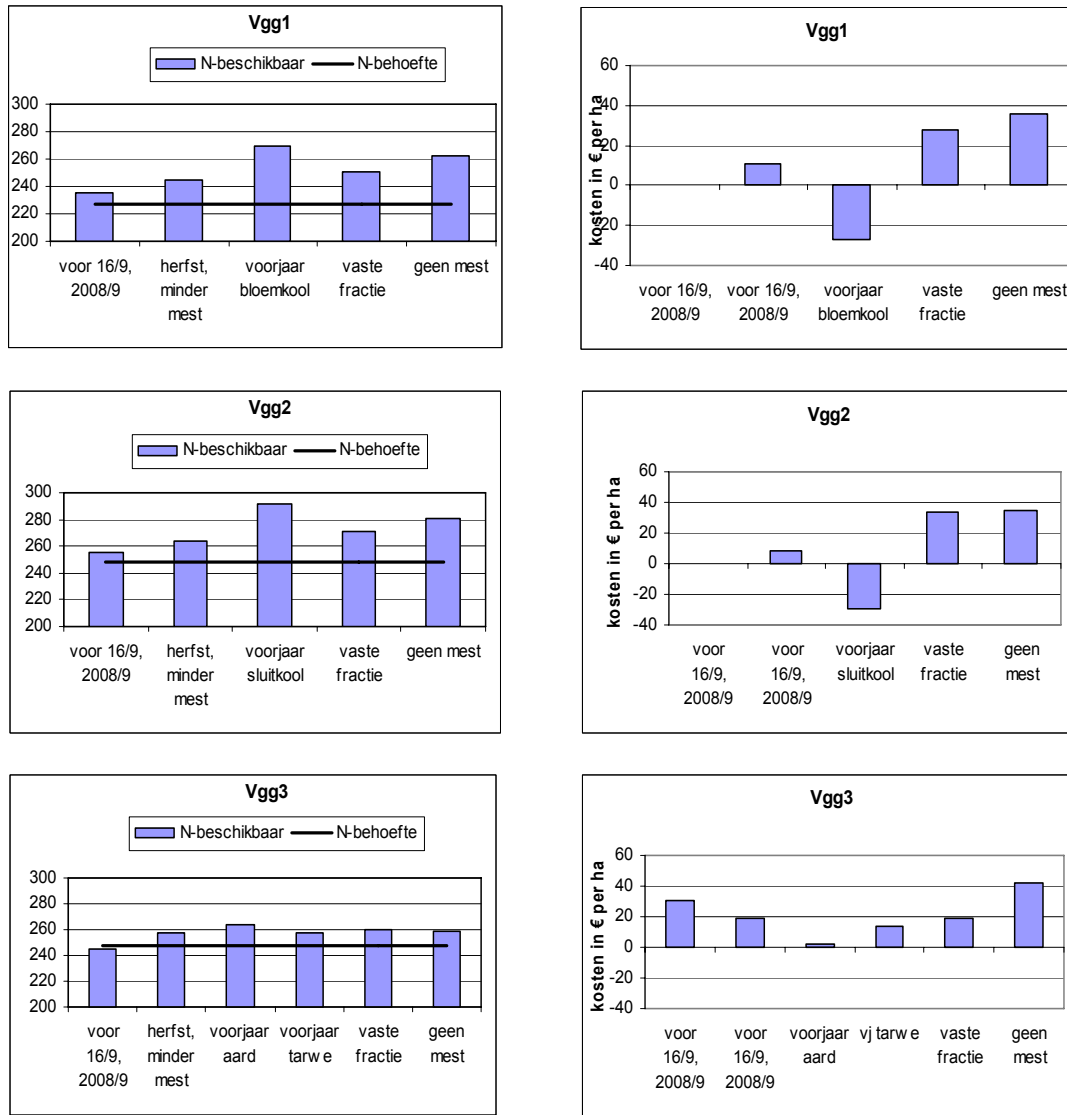 Vgg1
N-beschikbaar N-behoefte
300
280
260
240
220
200
voor 16/9, herfst, voorjaar vaste geen mest
2008/9 minder bloemkool fractie
mest
Vgg1
kosten in € per ha
60
40
20
0
-20
-40
voor 16/9, voor 16/9, voorjaar vaste geen mest
2008/9 2008/9 bloemkool fractie
Vgg2
N-beschikbaar N-behoefte
300
280
260
240
220
200
voor 16/9, herfst, voorjaar vaste geen mest
2008/9 minder sluitkool fractie
mest
Vgg2
kosten in € per ha
60
40
20
0
-20
-40
voor voor voorjaar vaste geen
16/9, 16/9, sluitkool fractie mest
2008/9 2008/9
Vgg3
N-beschikbaar N-behoefte
300
280
260
240
220
200
voor herfst, voorjaar voorjaar vaste geen
16/9, minder aard tarwe fractie mest
2008/9 mest
Vgg3
kosten in € per ha
60
40
20
0
-20
-40
voor voor voorjaar vj tarwe vaste geen
16/9, 16/9, aard fractie mest
2008/9 2008/9